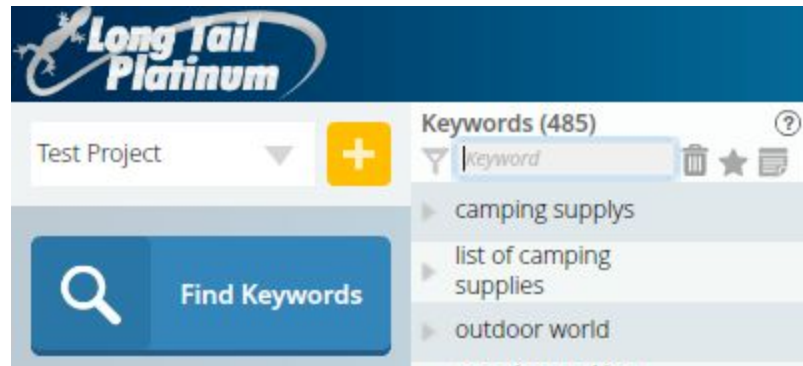 Long Tail
Platinum
Test Project
+
Find Keywords
Keywords (485)
?
Keyword
camping supplys
list of camping
supplies
outdoor world